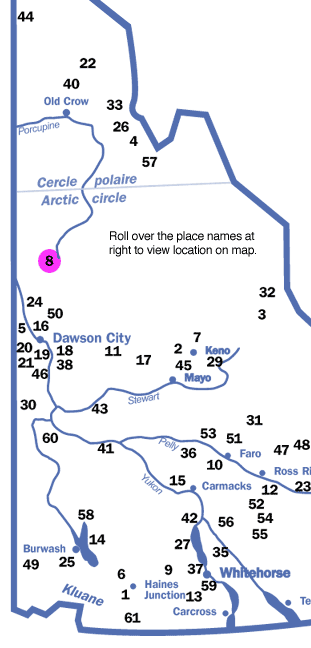 44
22
40
Old Crow
33
Porcupine
26
4
57
Cercle polaire
Arctic circle
Roll over the place names at
right to view location on map.
8
32
24
50
3
5 16
Dawson City
7
20 19 18 11 2 Keno
21 38 17 45 29
46 Mayo
30 43 Stewart
31
60 53 51
41 Pelly 36 Faro 47 48
10
Yukon 15 Carmacks 12 23
52
58 42 56 54
14 27 55
Burwash 35
49 25 9 37 Whitehorse
6 Haines 59
Kluane 1 Junction 13
61 Carcross